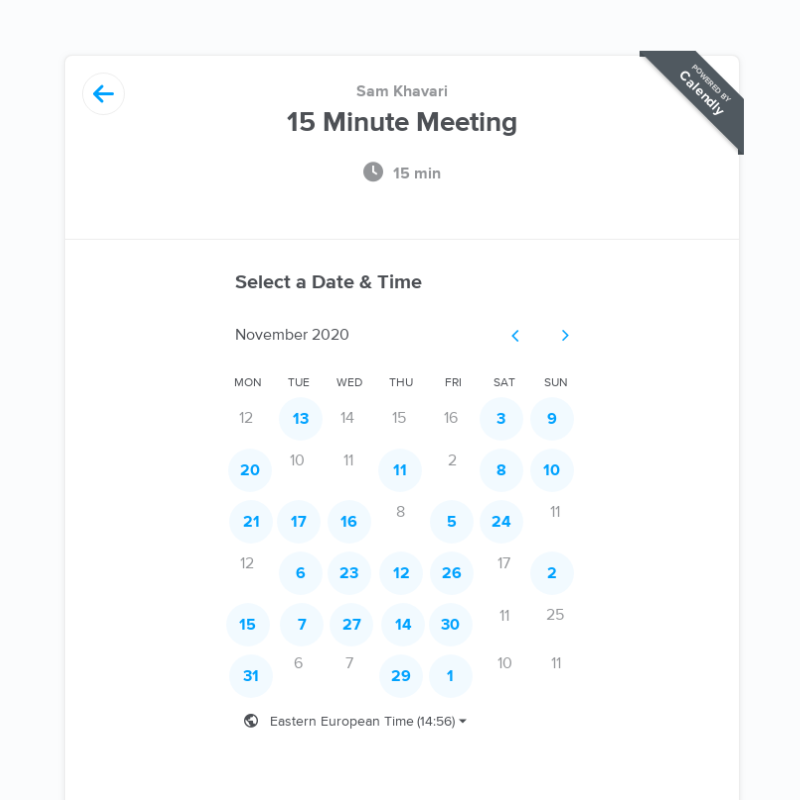 POWERED BY
Calendly
Sam Khavari
15 Minute Meeting
15 min
Select a Date & Time
November 2020
MON TUE WED THU FRI SAT SUN
12 13 14 15 16 3 9
20 10 11 11 2 8 10
21 17 16 8 5 24 11
12 6 23 12 26 17 2
15 7 27 14 30 11 25
31 6 7 29 1 10 11
Eastern European Time (14:56)